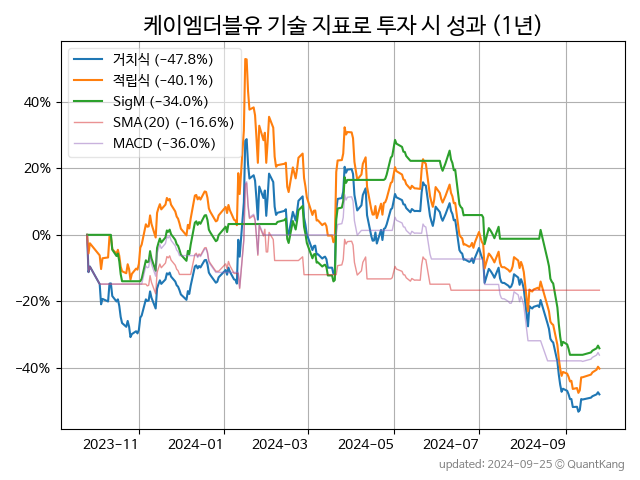 케이엠더블유 기술 지표로 투자 시 성과 (1년)
거치식 (−47.8%)
적립식 (−40.1%)
SigM (−34.0%)
SMA(20) (−16.6%)
MACD (−36.0%)
40%
20%
0%
−20%
−40%
2023-11 2024-01 2024-03 2024-05 2024-07 2024-09
updated: 2024-09-25 © QuantKang